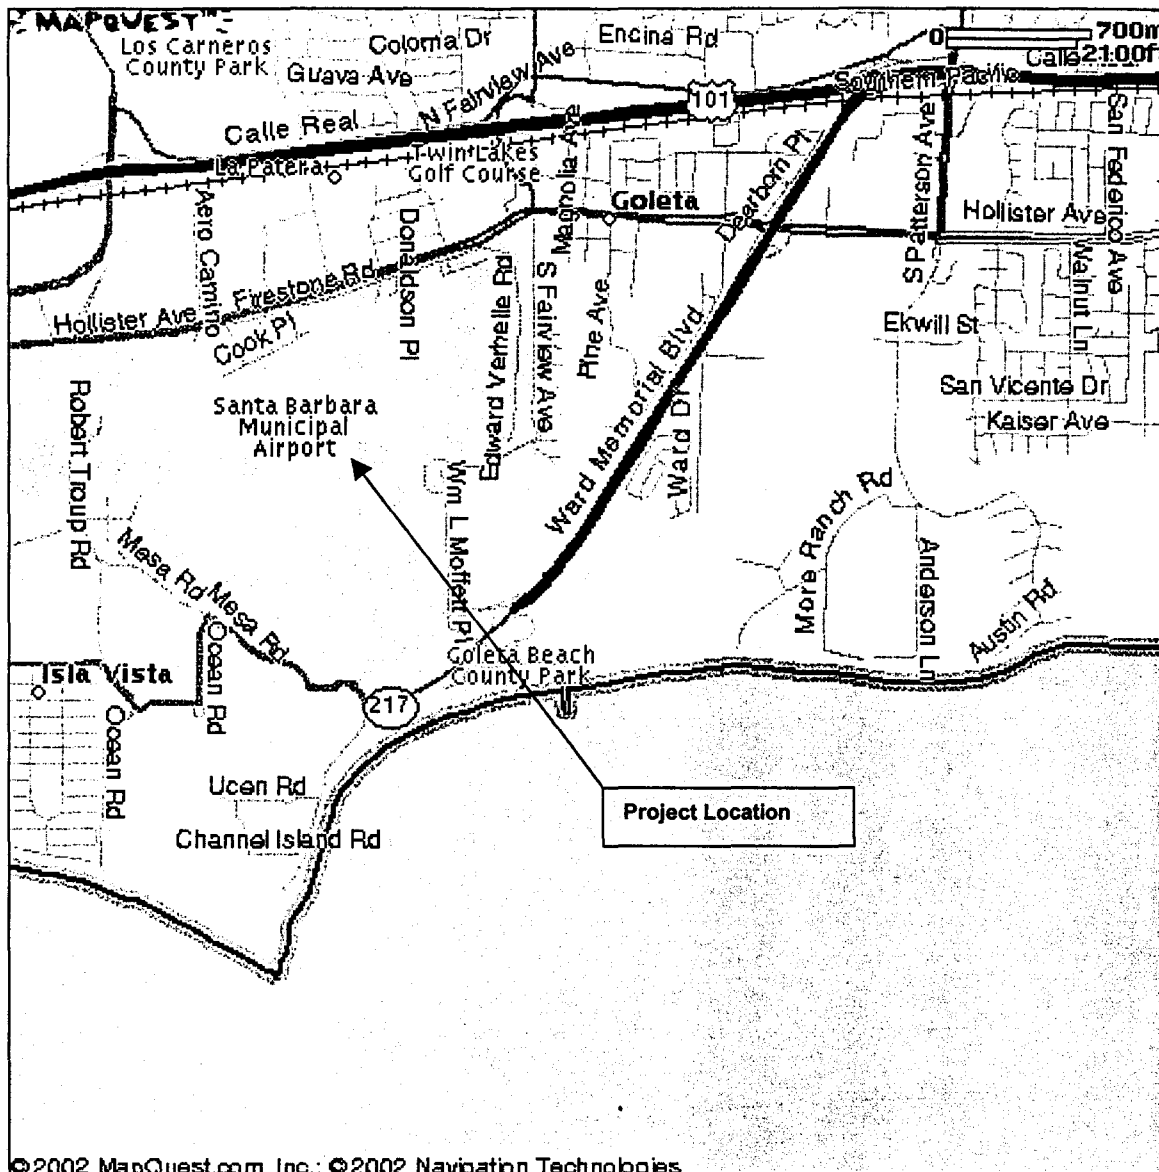 MAPQUEST™
Los Carneros
County Park
Coloma Dr
Encina Rd
0
700m
2100ft
Calle
Guava Ave
N Fairview Ave
Southern Pacific
101
Calle Real
La Patera
Twin Lakes
Golf Course
Magnolia Ave
Dearborn Pl
S Patterson Ave
San Federico Ave
Goleta
Hollister Ave
Aero Camino
Donaldson Pl
Firestone Rd
Hollister Ave
Cook Pl
Edward Verhelle Rd
S Fairview Ave
Pine Ave
Ward Memorial Blvd
Ward Dr
Ekwill St
Walnut Ln
San Vicente Dr
Kaiser Ave
Robert Troup Rd
Santa Barbara
Municipal
Airport
Wm L Moffett Pl
More Ranch Rd
Anderson Ln
Austin Rd
Mesa Rd
Mesa Rd
Ocean Rd
Goleta Beach
County Park
Isla Vista
217
Ocean Rd
Ucen Rd
Channel Island Rd
Project Location
©2002 MapQuest.com, Inc.; ©2002 Navigation Technologies